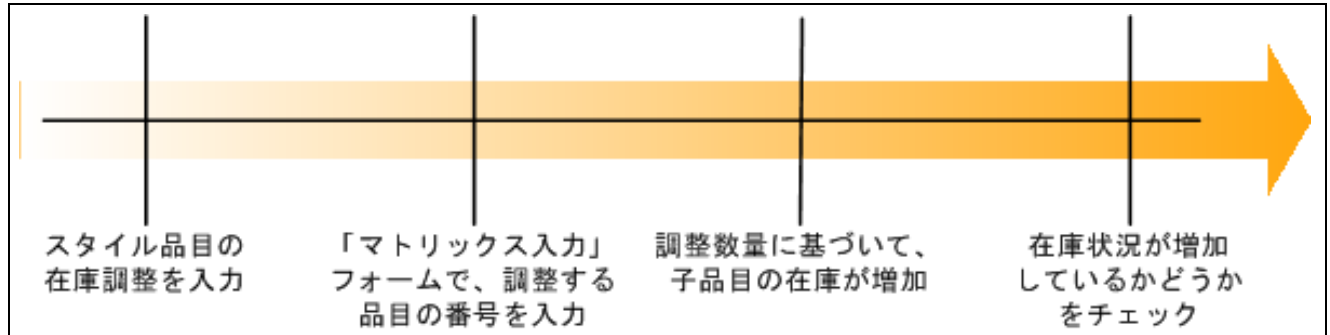 スタイル品目の
在庫調整を入力
「マトリックス入力」
フォームで、調整する
品目の番号を入力
調整数量に基づいて、
子品目の在庫が増加
在庫状況が増加
しているかどうか
をチェック